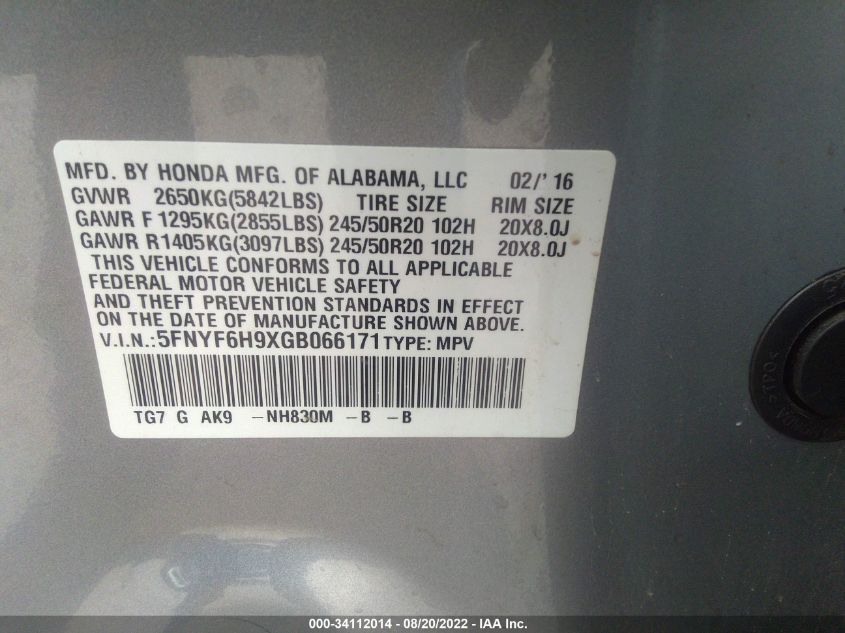 MFD. BY HONDA MFG. OF ALABAMA, LLC 02/' 16
GVWR 2650KG(5842LBS) TIRE SIZE RIM SIZE
GAWR F 1295KG(2855LBS) 245/50R20 102H 20X8.0J
GAWR R1405KG(3097LBS) 245/50R20 102H 20X8.0J
THIS VEHICLE CONFORMS TO ALL APPLICABLE
FEDERAL MOTOR VEHICLE SAFETY
AND THEFT PREVENTION STANDARDS IN EFFECT
ON THE DATE OF MANUFACTURE SHOWN ABOVE.
V.I.N.:5FNYF6H9XGB066171 TYPE: MPV
TG7 G AK9 -NH830M -B -B
>TPO<
000-34112014 - 08/20/2022 - IAA Inc.